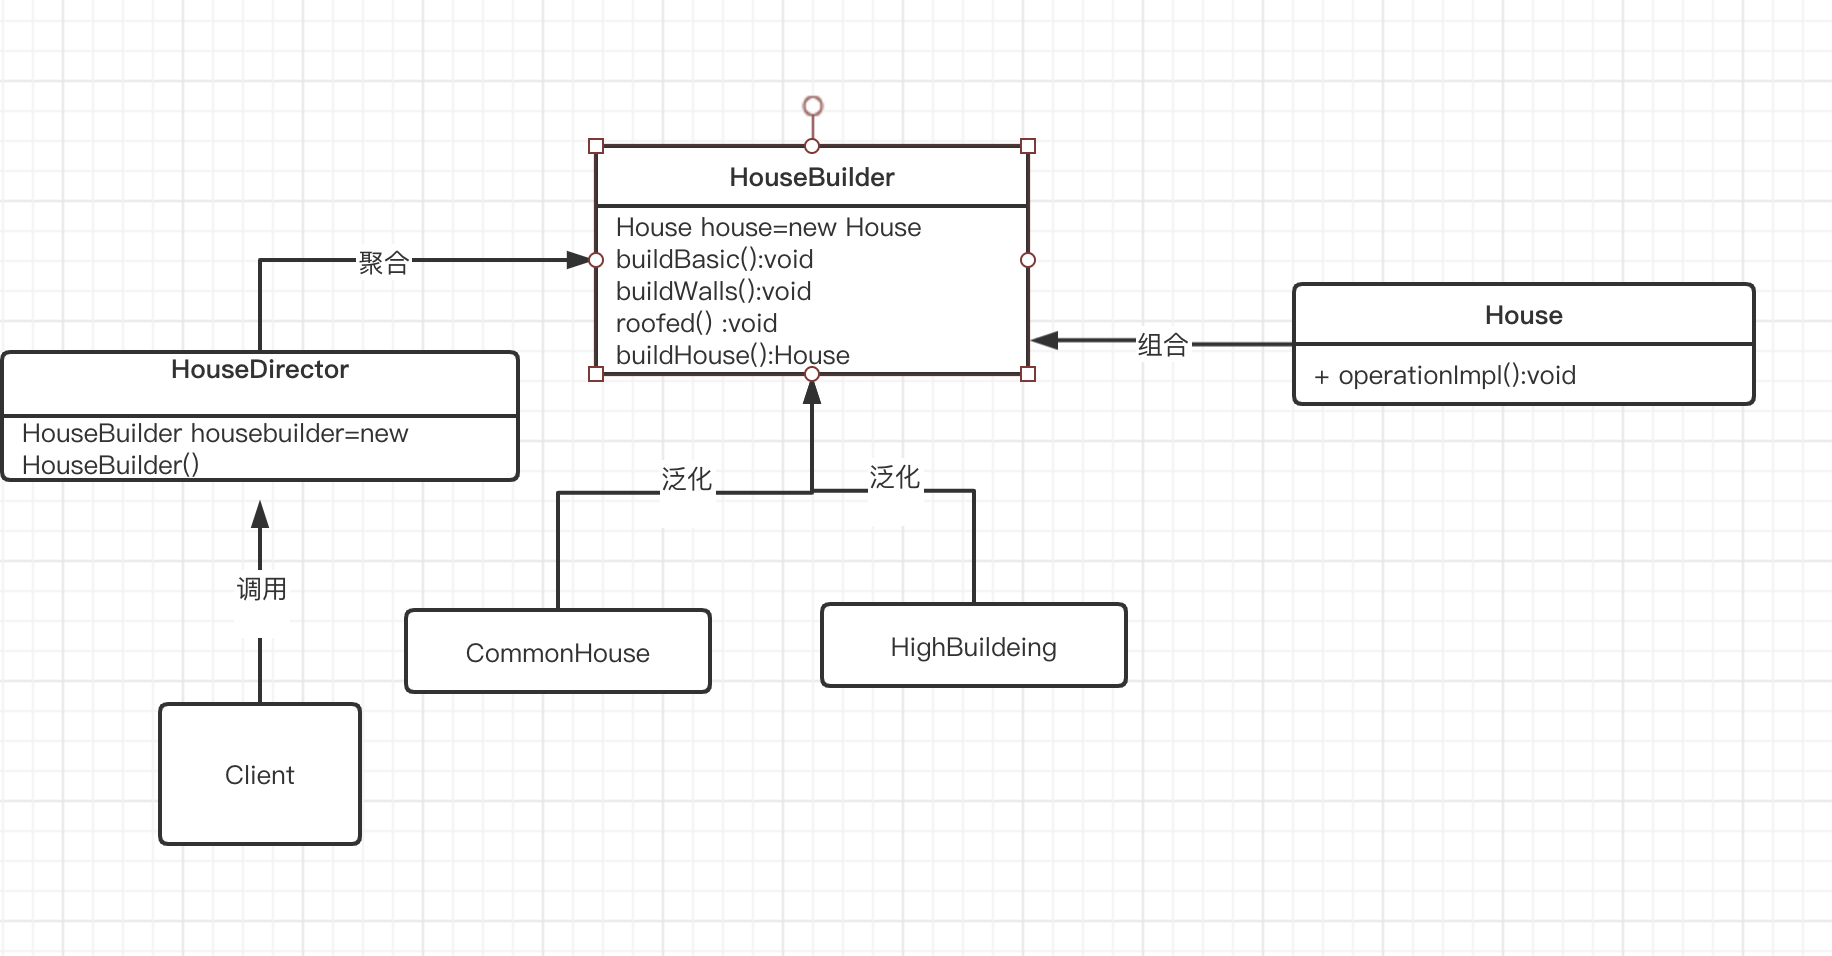 HouseBuilder
House house=new House
buildBasic():void
buildWalls():void
roofed() :void
buildHouse():House
聚合
House
+ operationImpl():void
组合
HouseDirector
HouseBuilder housebuilder=new
HouseBuilder()
泛化
泛化
调用
CommonHouse
HighBuildeing
Client